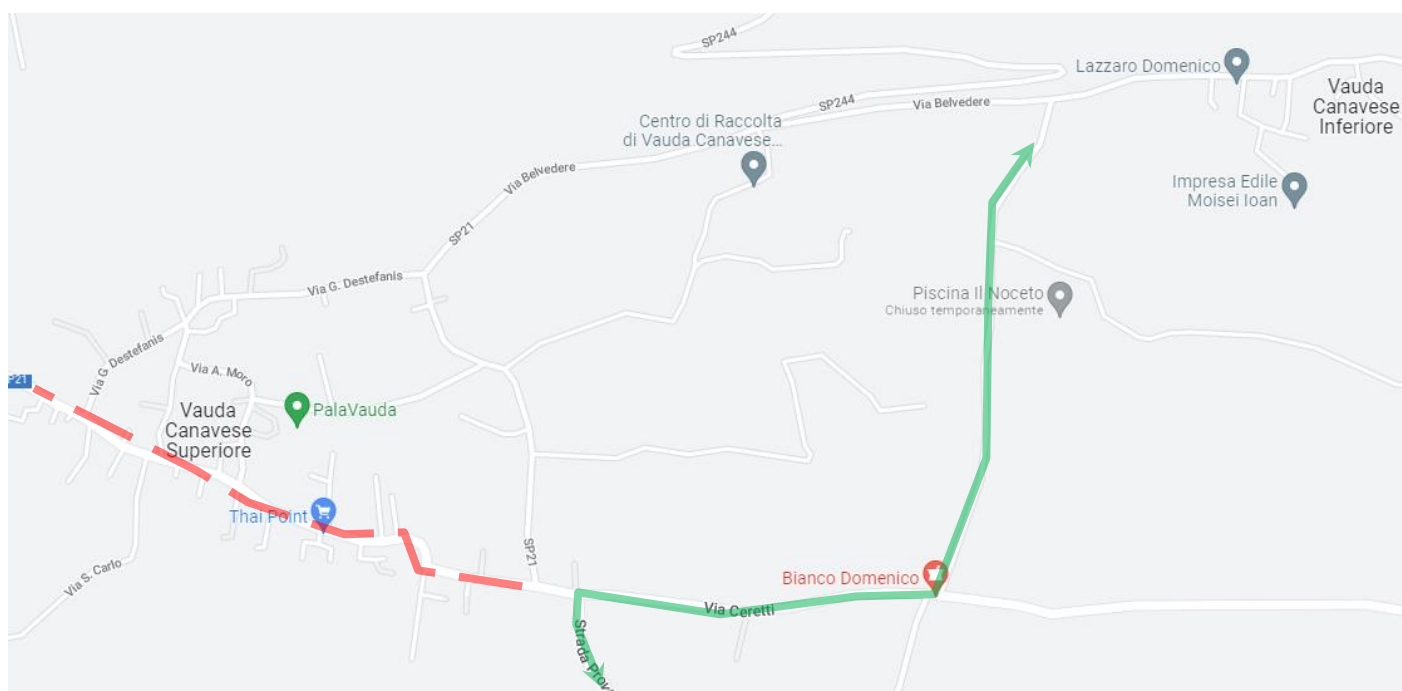 SP244
Lazzaro Domenico
Vauda
Canavese
Inferiore
SP244
Via Belvedere
Centro di Raccolta
di Vauda Canavese...
Via Belvedere
Impresa Edile
Moisei Ioan
SP21
Via G. Destefanis
Piscina Il Noceto
Chiuso temporaneamente
Via G. Destefanis
Via A. Moro
P21
PalaVauda
Vauda
Canavese
Superiore
Thai Point
SP21
Via S. Carlo
Bianco Domenico
Via Ceretti
Strada Prov